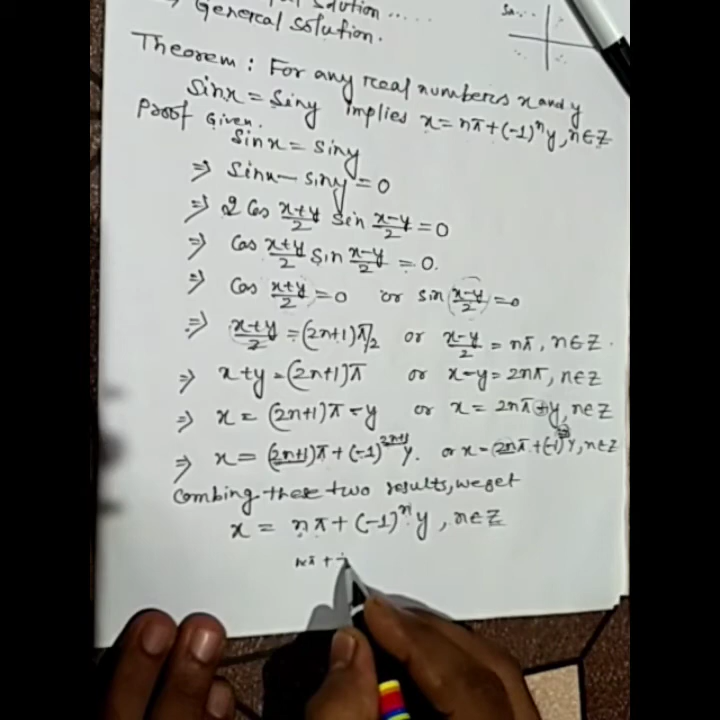 Solution.....
General solution.
Theorem : For any real numbers x and y
Sinx = Siny implies x = nπ + (-1)^n y, n∈Z
Proof Given.
Sinx = Siny
⇒ Sinx - siny = 0
⇒ 2 Cos x+y/2 Sin x-y/2 = 0
⇒ Cos x+y/2 Sin x-y/2 = 0.
⇒ Cos x+y/2 = 0 or sin x-y/2 = 0
⇒ x+y/2 = (2n+1)π/2 or x-y/2 = nπ, n∈Z.
⇒ x+y = (2n+1)π or x-y = 2nπ, n∈Z
⇒ x = (2n+1)π - y or x = 2nπ + y, n∈Z
⇒ x = (2n+1)π + (-1)^2n+1 y. or x = 2nπ + (-1)^2n y, n∈Z
Combing these two results, we get
x = nπ + (-1)^n y, n∈Z
nπ +